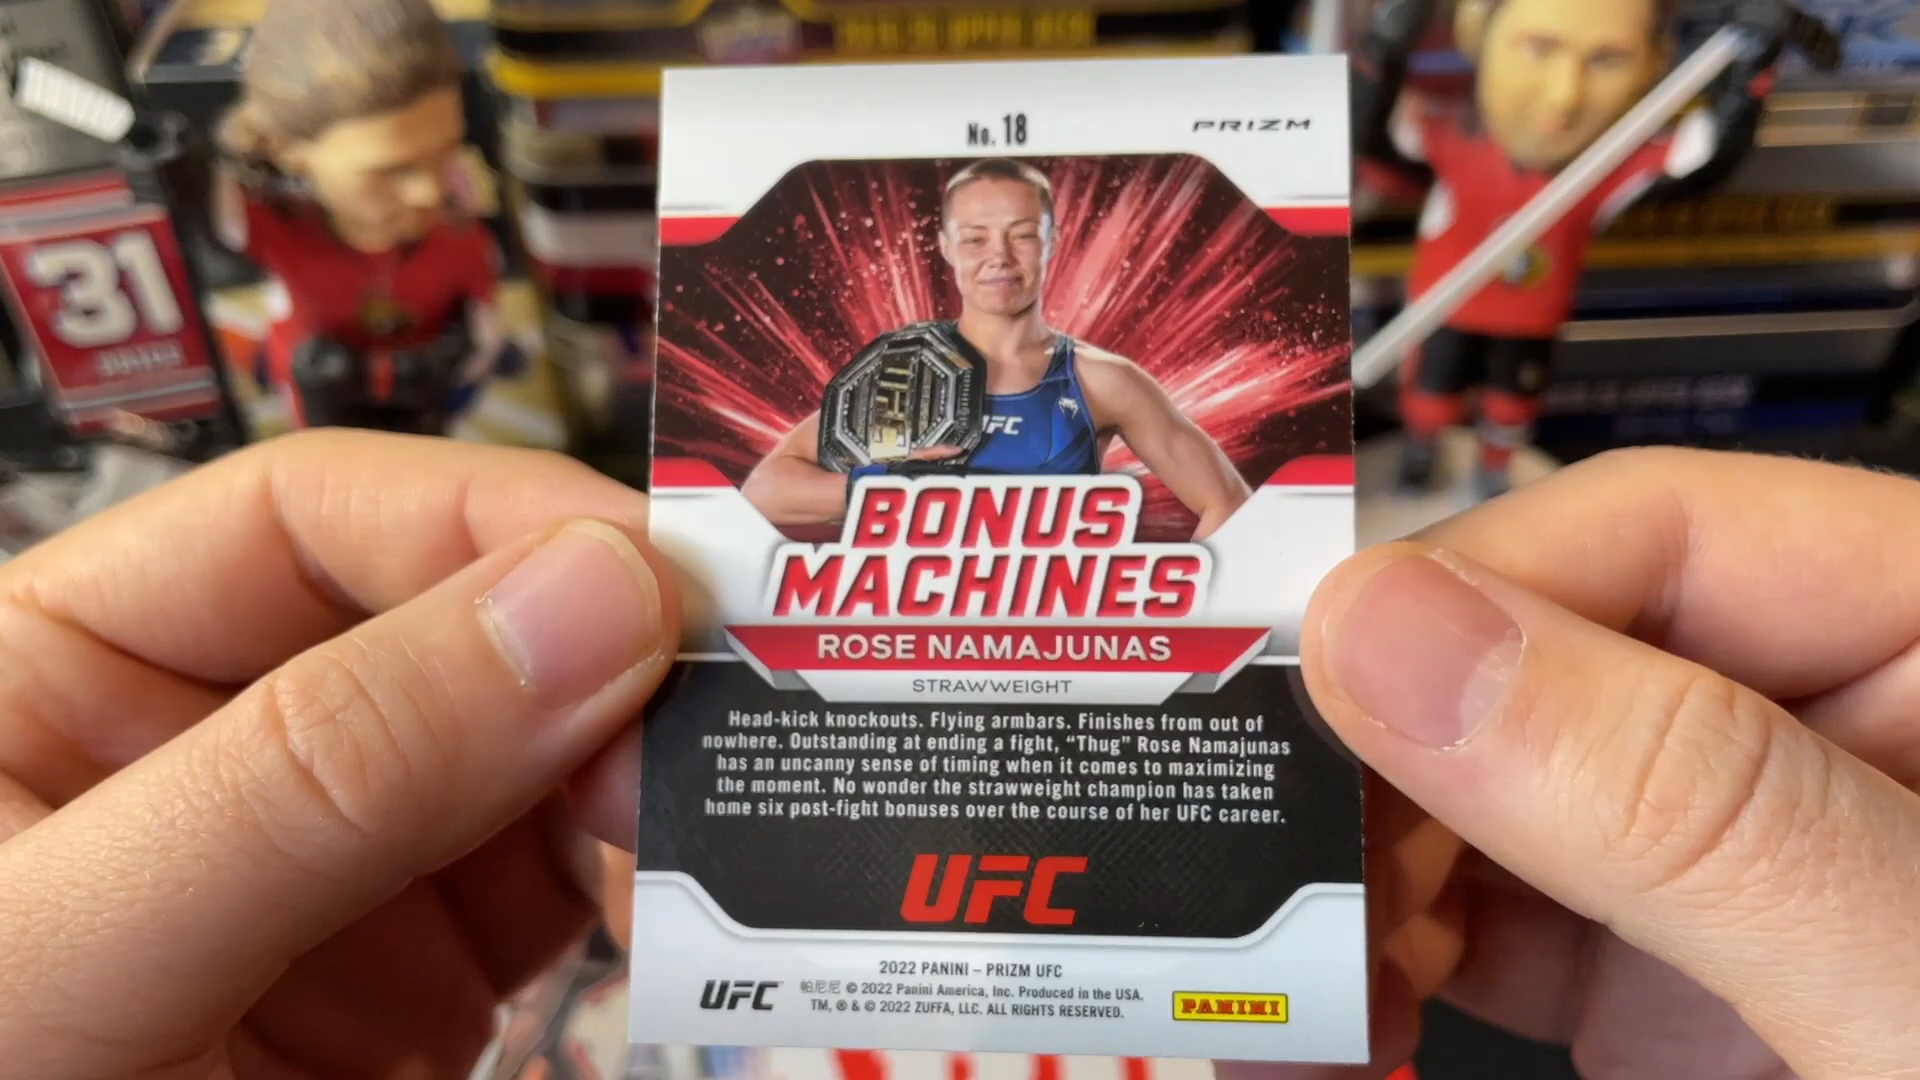 No. 18
PRIZM
31
UFC
UFC
BONUS
MACHINES
ROSE NAMAJUNAS
STRAWWEIGHT
Head-kick knockouts. Flying armbars. Finishes from out of
nowhere. Outstanding at ending a fight, “Thug” Rose Namajunas
has an uncanny sense of timing when it comes to maximizing
the moment. No wonder the strawweight champion has taken
home six post-fight bonuses over the course of her UFC career.
UFC
2022 PANINI – PRIZM UFC
UFC
帕尼尼 © 2022 Panini America, Inc. Produced in the USA.
TM, ® & © 2022 ZUFFA, LLC. ALL RIGHTS RESERVED.
PANINI